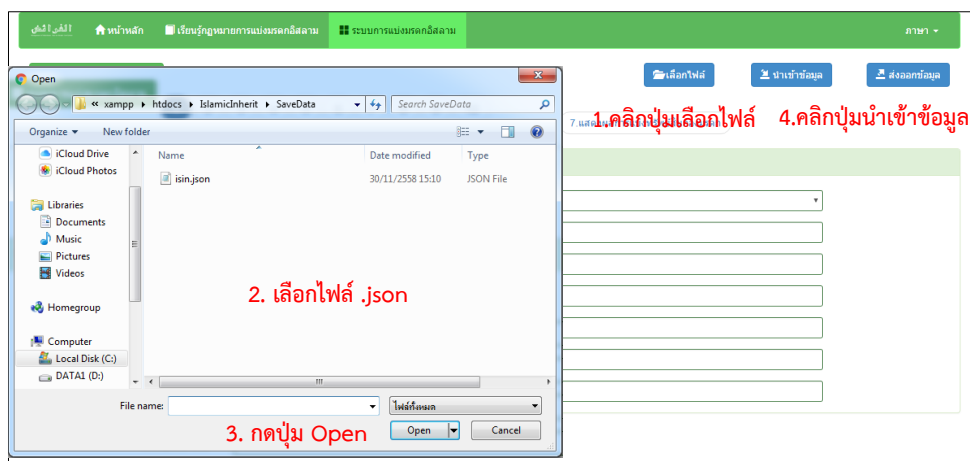 الفرائض หน้าหลัก เรียนรู้กฎหมายการแบ่งมรดกอิสลาม ระบบการแบ่งมรดกอิสลาม ภาษา
เลือกไฟล์ นำเข้าข้อมูล ส่งออกข้อมูล
1.คลิกปุ่มเลือกไฟล์ 4.คลิกปุ่มนำเข้าข้อมูล
Open
« xampp htdocs IslamicInherit SaveData Search SaveData
Organize New folder
iCloud Drive Name Date modified Type
iCloud Photos isin.json 30/11/2558 15:10 JSON File
Libraries
Documents
Music
Pictures
Videos
2. เลือกไฟล์ .json
Homegroup
Computer
Local Disk (C:)
DATA1 (D:)
File name: ไฟล์ทั้งหมด
3. กดปุ่ม Open Open Cancel